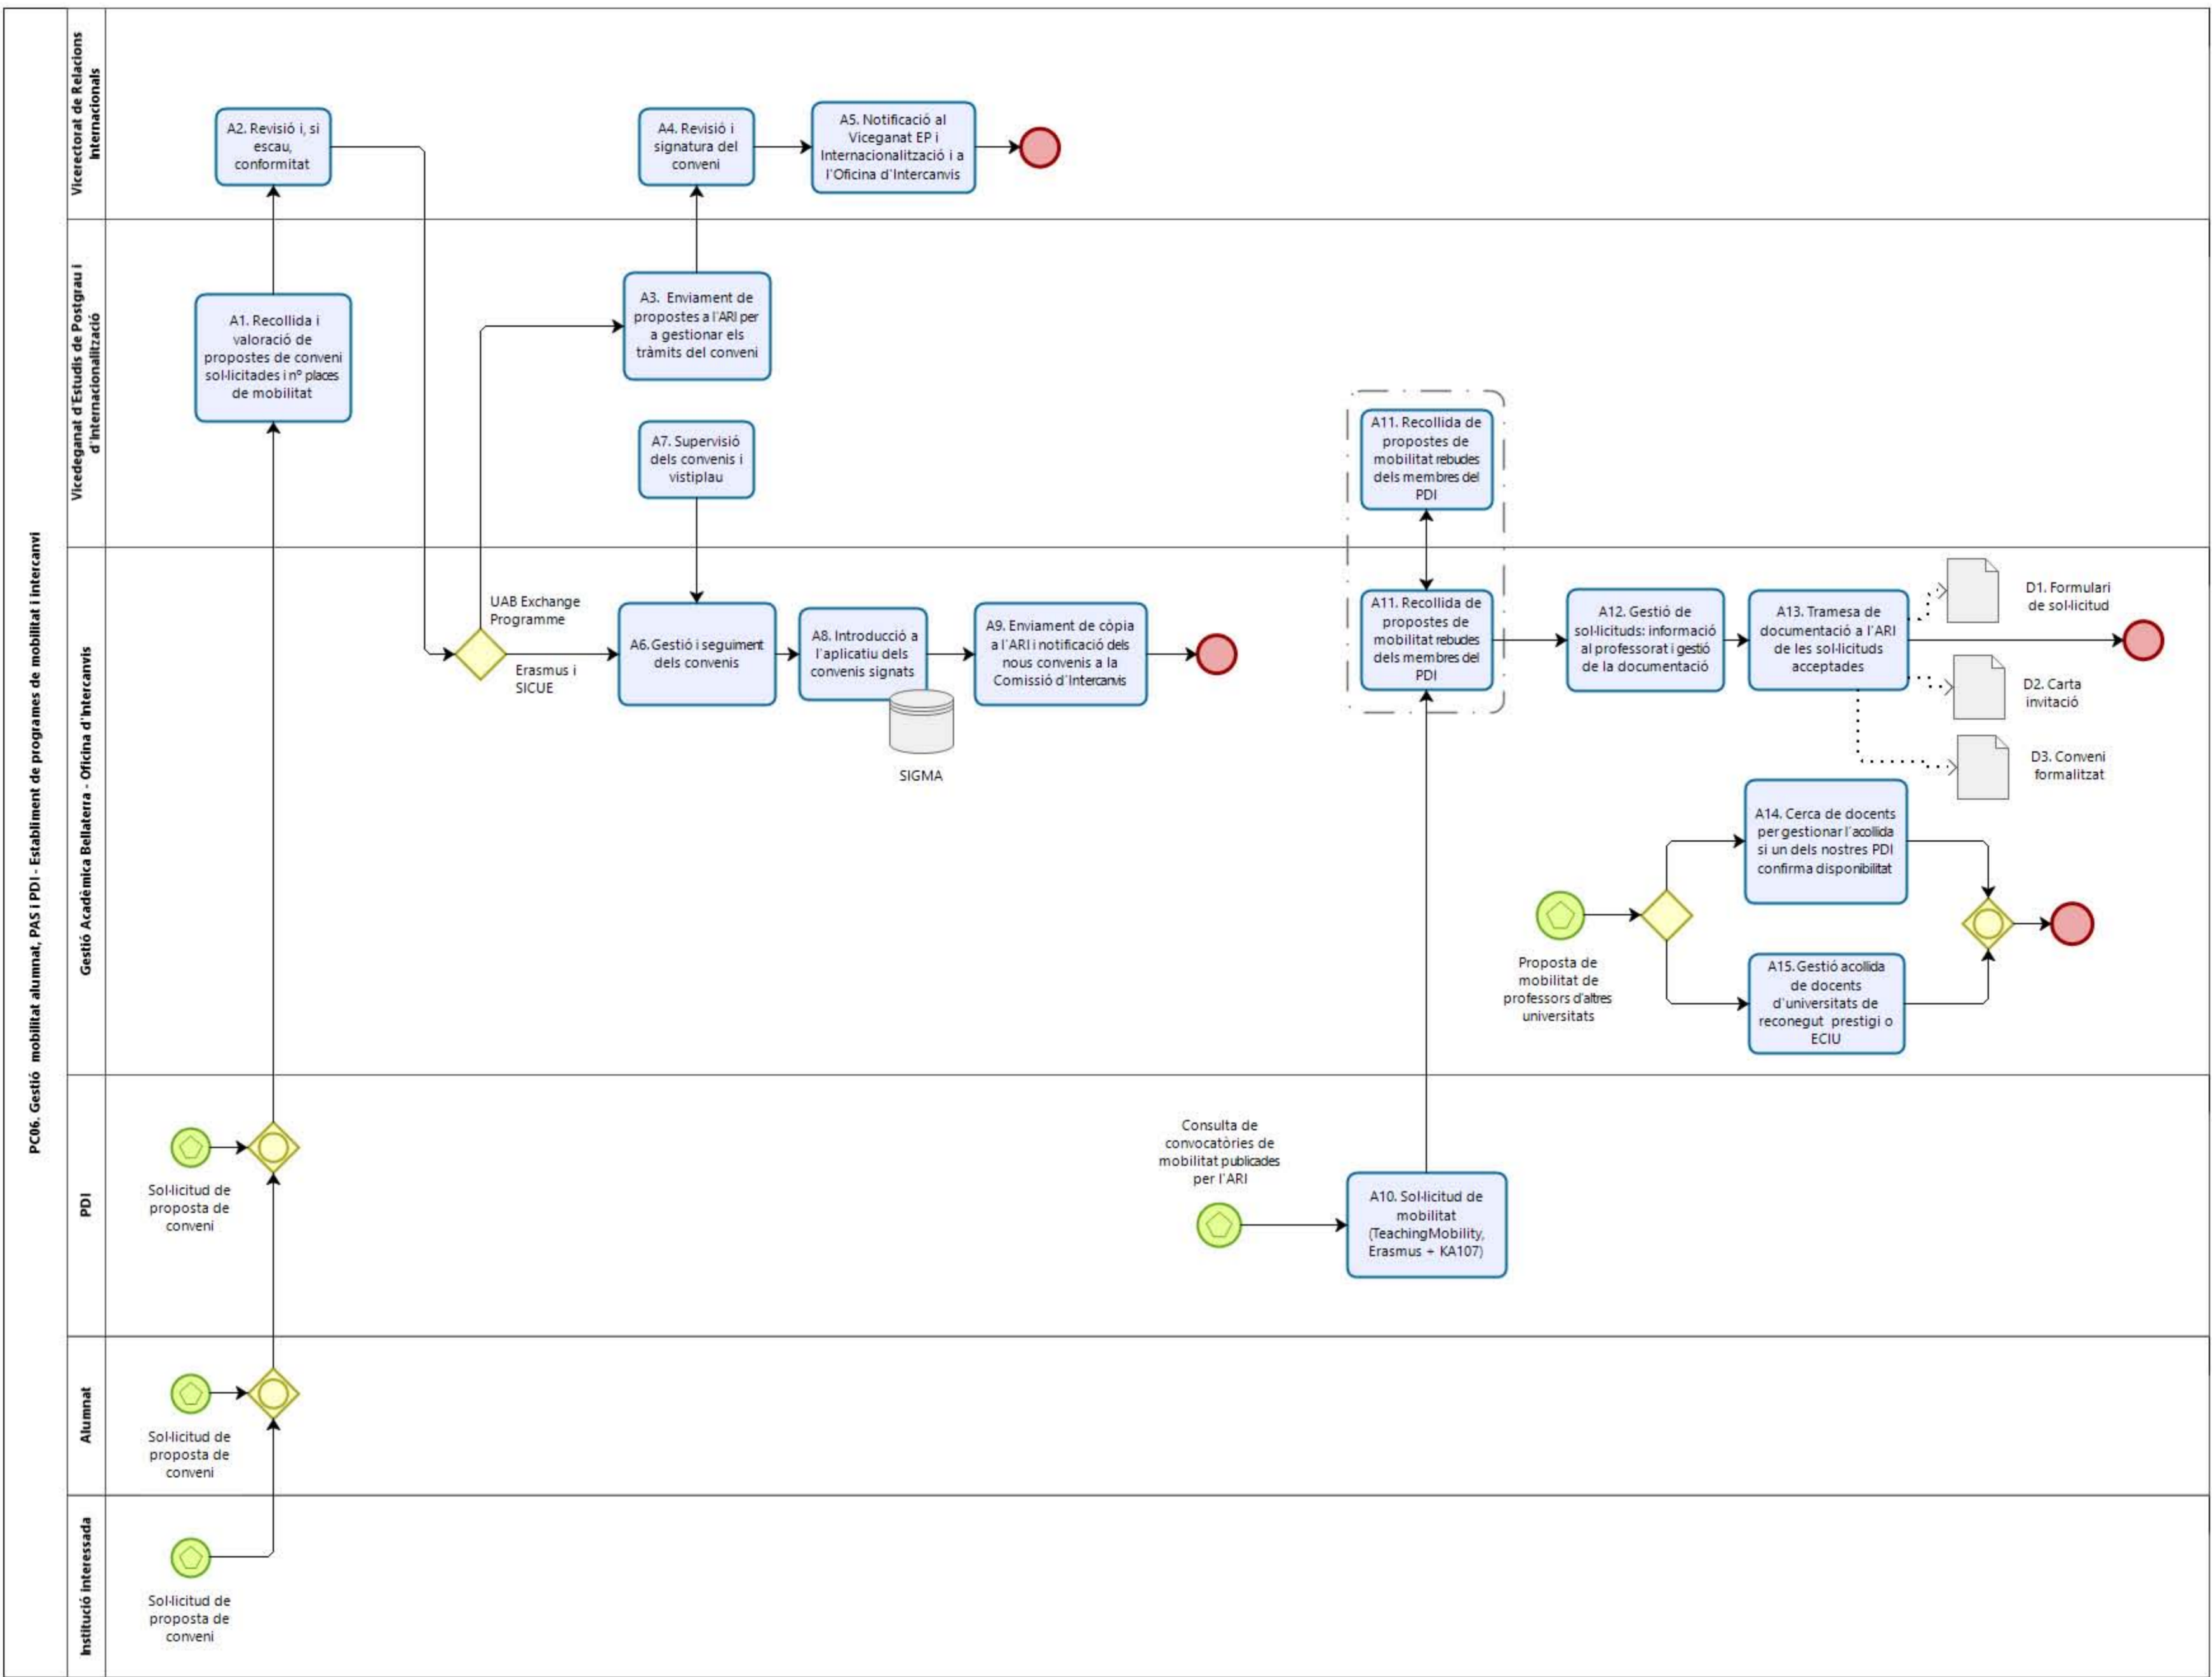 PC06. Gestió mobilitat alumnat, PAS i PDI - Establiment de programes de mobilitat i intercanvi
Vicerectorat de Relacions
Internacionals
A2. Revisió i, si
escau,
conformitat
A4. Revisió i
signatura del
conveni
A5. Notificació al
Viceganat EP i
Internacionalització i a
l'Oficina d'Intercanvis
Vicedeganat d'Estudis de Postgrau i
d'Internacionalització
A1. Recollida i
valoració de
propostes de conveni
sol·licitades i nº places
de mobilitat
A3. Enviament de
propostes a l'ARI per
a gestionar els
tràmits del conveni
A7. Supervisió
dels convenis i
vistiplau
A11. Recollida de
propostes de
mobilitat rebudes
dels membres del
PDI
Gestió Acadèmica Bellaterra - Oficina d'Intercanvis
UAB Exchange
Programme
Erasmus i
SICUE
A6. Gestió i seguiment
dels convenis
A8. Introducció a
l'aplicatiu dels
convenis signats
SIGMA
A9. Enviament de còpia
a l'ARI i notificació dels
nous convenis a la
Comissió d'Intercanvis
A11. Recollida de
propostes de
mobilitat rebudes
dels membres del
PDI
A12. Gestió de
sol·licituds: informació
al professorat i gestió
de la documentació
A13. Tramesa de
documentació a l'ARI
de les sol·licituds
acceptades
D1. Formulari
de sol·licitud
D2. Carta
invitació
D3. Conveni
formalitzat
Proposta de
mobilitat de
professors d'altres
universitats
A14. Cerca de docents
per gestionar l'acollida
si un dels nostres PDI
confirma disponibilitat
A15. Gestió acollida
de docents
d'universitats de
reconegut prestigi o
ECIU
PDI
Sol·licitud de
proposta de
conveni
Consulta de
convocatòries de
mobilitat publicades
per l'ARI
A10. Sol·licitud de
mobilitat
(TeachingMobility,
Erasmus + KA107)
Alumnat
Sol·licitud de
proposta de
conveni
Institució interessada
Sol·licitud de
proposta de
conveni